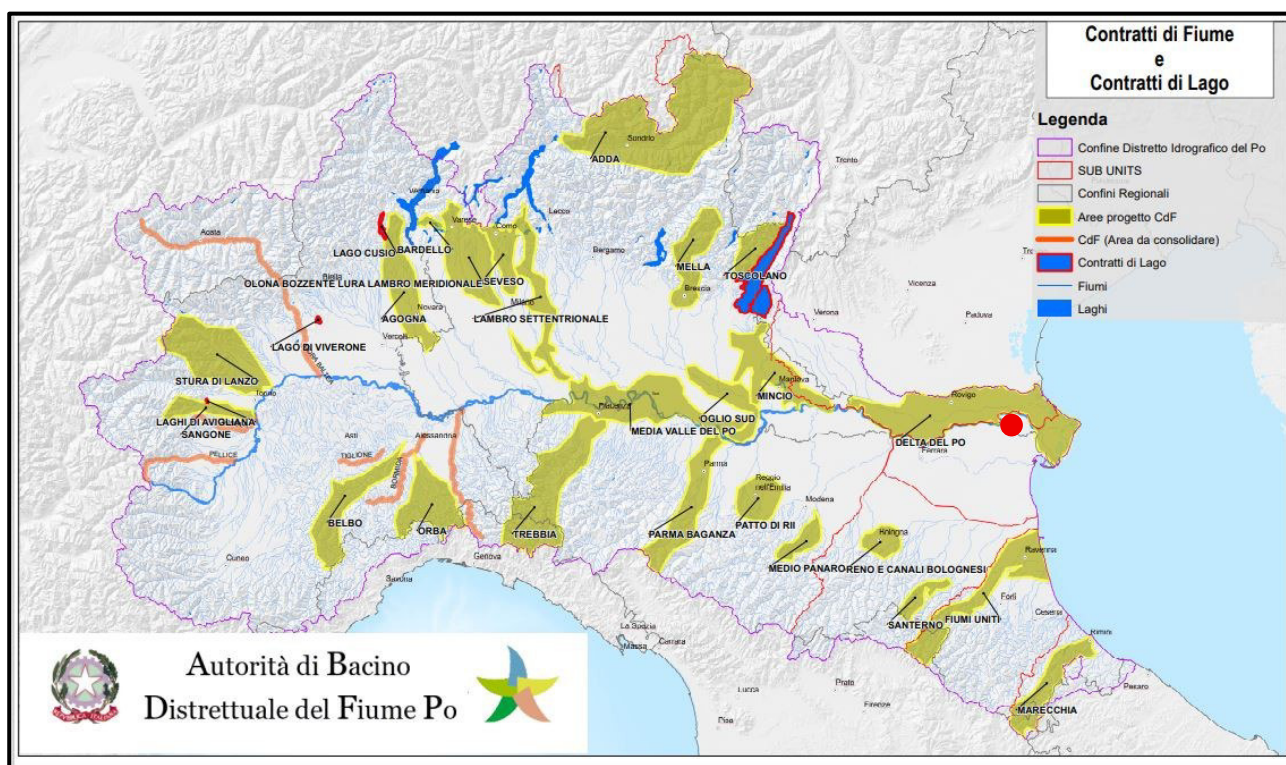 Contratti di Fiume
e
Contratti di Lago
Legenda
Confine Distretto Idrografico del Po
SUB UNITS
Confini Regionali
Aree progetto CdF
CdF (Area da consolidare)
Contratti di Lago
Fiumi
Laghi
Sondrio
ADDA
Trento
Verbania
Lecco
Varese
Como
Aosta
LAGO CUSIO
BARDELLO
Bergamo
MELLA
TOSCOLANO
Biella
OLONA BOZZENTE LURA LAMBRO MERIDIONALE
SEVESO
Brescia
Vicenza
AGOGNA
Novara
Milano
LAMBRO SETTENTRIONALE
Verona
Padova
LAGO DI VIVERONE
Vercelli
DORA BALTEA
STURA DI LANZO
Torino
Mantova
MINCIO
Rovigo
LAGHI DI AVIGLIANA
SANGONE
Piacenza
MEDIA VALLE DEL PO
OGLIO SUD
DELTA DEL PO
Ferrara
Asti
Alessandria
PELLICE
TIGLIONE
BORMIDA
Parma
Reggio
nell'Emilia
Modena
BELBO
ORBA
TREBBIA
PARMA BAGANZA
PATTO DI RII
Bologna
MEDIO PANARO
RENO E CANALI BOLOGNESI
Ravenna
Cuneo
Genova
Savona
SANTERNO
Forlì
FIUMI UNITI
Cesena
Rimini
La Spezia
Massa
Carrara
Lucca
Prato
Firenze
Pisa
Pesaro
MARECCHIA
Autorità di Bacino
Distrettuale del Fiume Po